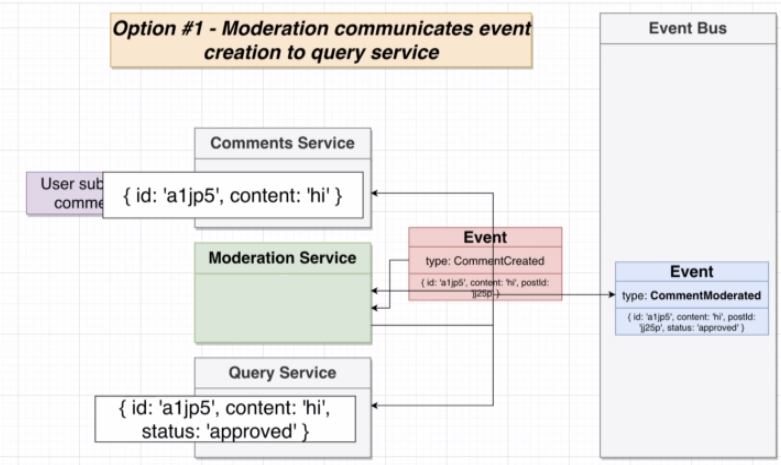 Option #1 - Moderation communicates event
creation to query service
Event Bus
Comments Service
User sub
comme
{ id: 'a1jp5', content: 'hi' }
Moderation Service
Event
type: CommentCreated
{ id: 'a1jp5', content: 'hi', postId:
'jj25p' }
Event
type: CommentModerated
{ id: 'a1jp5', content: 'hi', postId:
'jj25p', status: 'approved' }
Query Service
{ id: 'a1jp5', content: 'hi',
status: 'approved' }